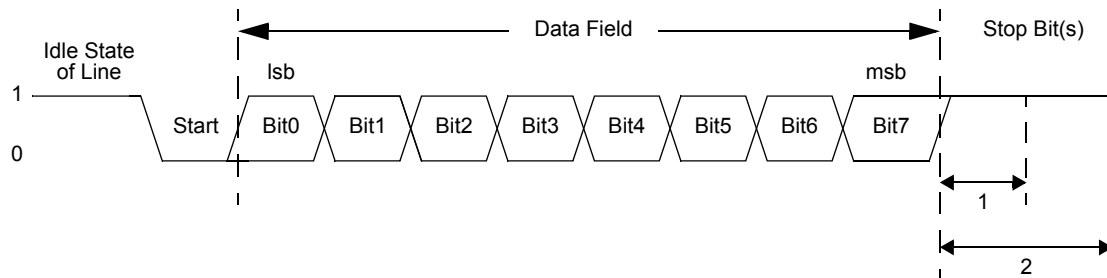 Data Field
Stop Bit(s)
Idle State
of Line
lsb
msb
1
Start
Bit0
Bit1
Bit2
Bit3
Bit4
Bit5
Bit6
Bit7
0
1
2